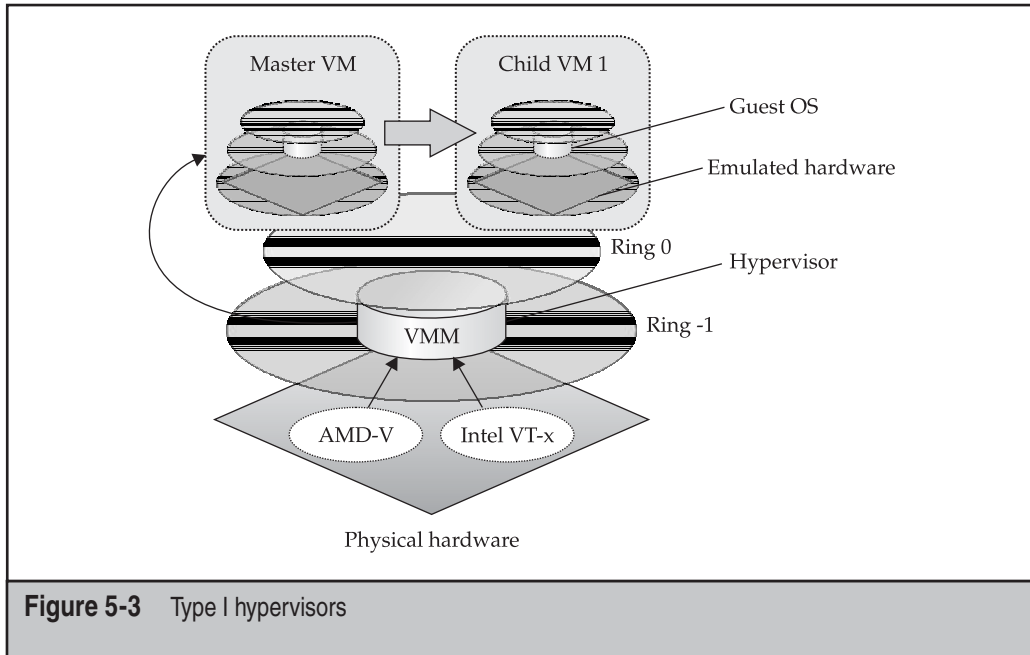 Master VM
Child VM 1
Guest OS
Emulated hardware
Ring 0
Hypervisor
Ring -1
VMM
AMD-V
Intel VT-x
Physical hardware
Figure 5-3 Type I hypervisors